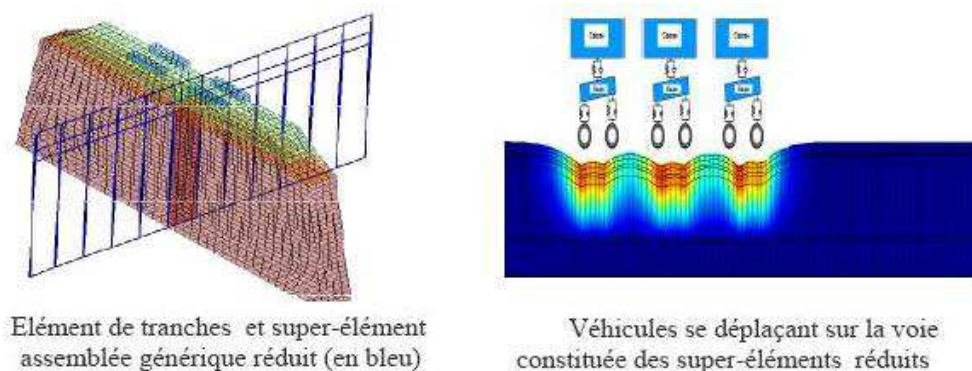 Elément de tranches et super-élément
assemblée générique réduit (en bleu)
Véhicules se déplaçant sur la voie
constituée des super-éléments réduits